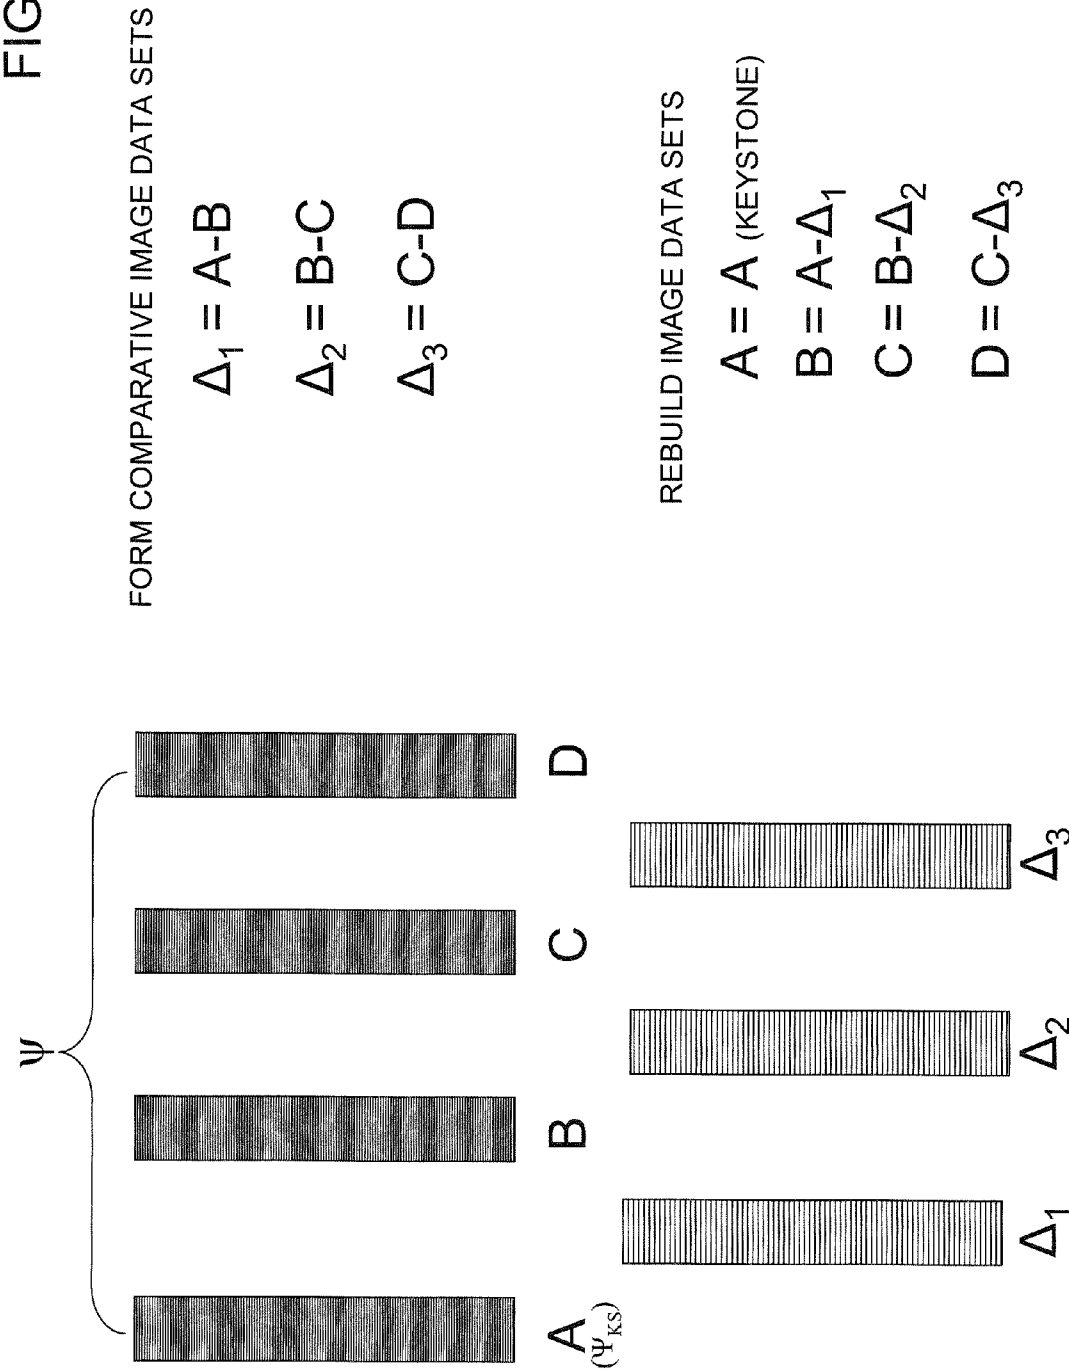 FIG
Ψ
A
(Ψ_KS)
B
C
D
Δ₁
Δ₂
Δ₃
FORM COMPARATIVE IMAGE DATA SETS
Δ₁ = A-B
Δ₂ = B-C
Δ₃ = C-D
REBUILD IMAGE DATA SETS
A = A (KEYSTONE)
B = A-Δ₁
C = B-Δ₂
D = C-Δ₃